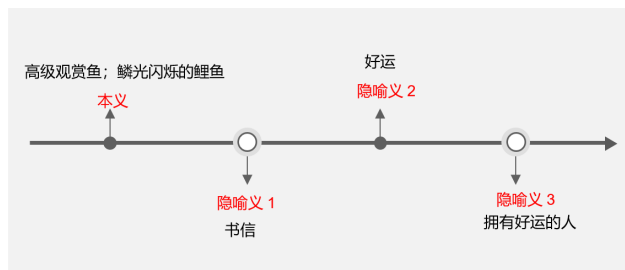 高级观赏鱼；鳞光闪烁的鲤鱼
本义
隐喻义 1
书信
好运
隐喻义 2
隐喻义 3
拥有好运的人